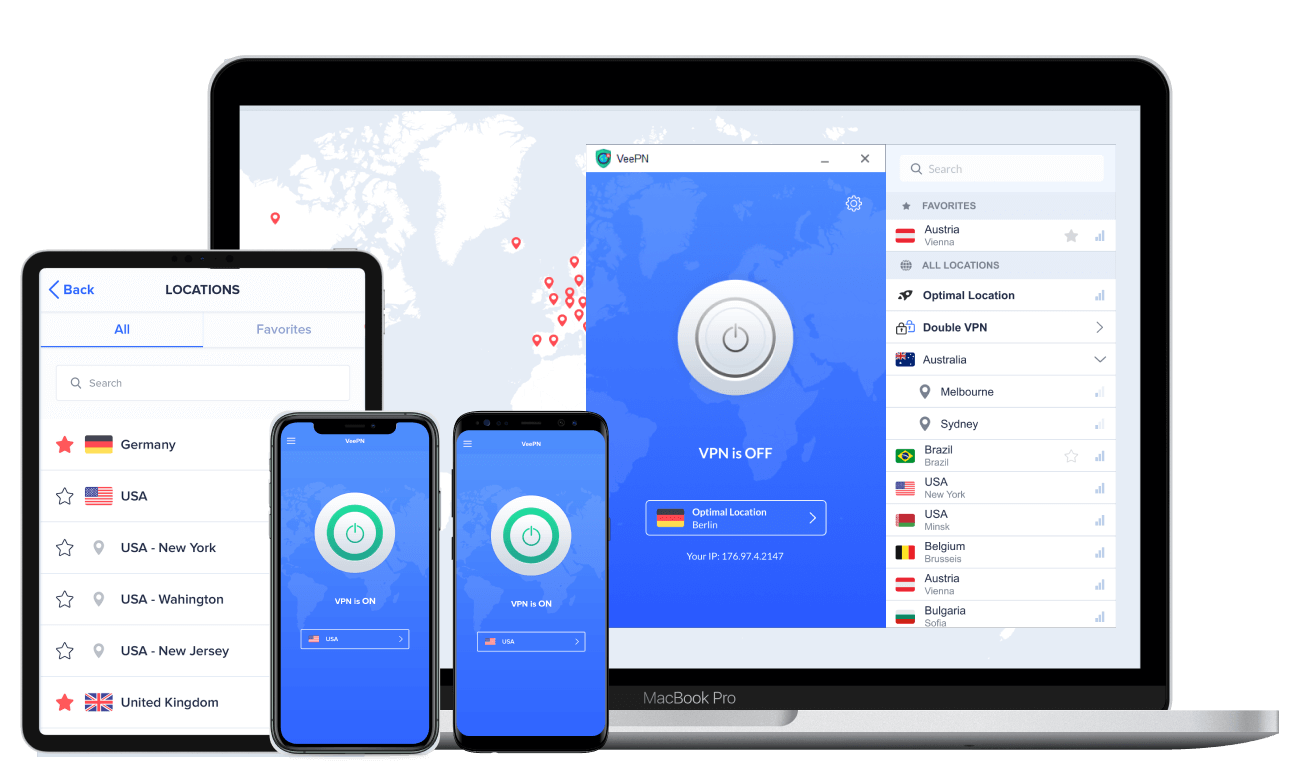 VeePN
Search
FAVORITES
Austria
Vienna
ALL LOCATIONS
Optimal Location
Double VPN
Australia
Melbourne
Sydney
Brazil
Brazil
USA
New York
USA
Minsk
Belgium
Brusseis
Austria
Vienna
Bulgaria
Sofia
VPN is OFF
Optimal Location
Berlin
Your IP: 176.97.4.2147
MacBook Pro
Back
LOCATIONS
All
Favorites
Search
Germany
USA
USA - New York
USA - Wahington
USA - New Jersey
United Kingdom
VeePN
VPN is ON
USA
VeePN
VPN is ON
USA